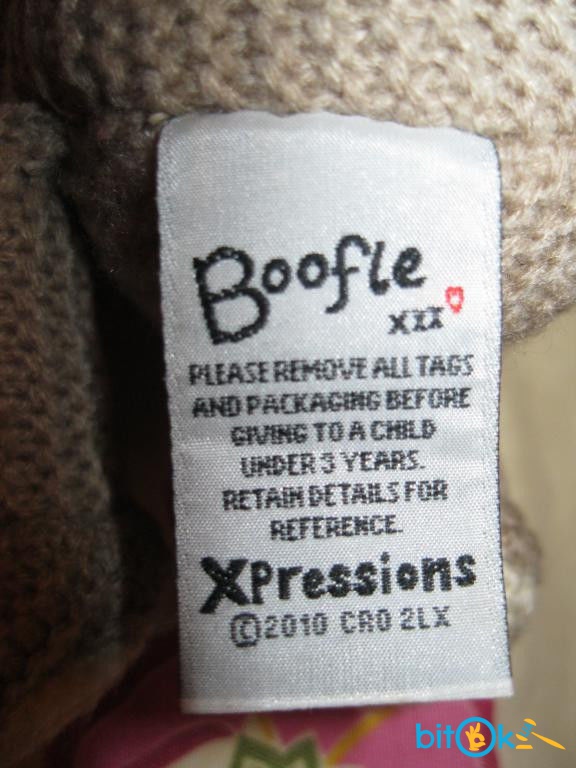 Boofle
xxx
PLEASE REMOVE ALL TAGS
AND PACKAGING BEFORE
GIVING TO A CHILD
UNDER 3 YEARS.
RETAIN DETAILS FOR
REFERENCE.
Xpressions
©2010 CR0 2LX
bitOk